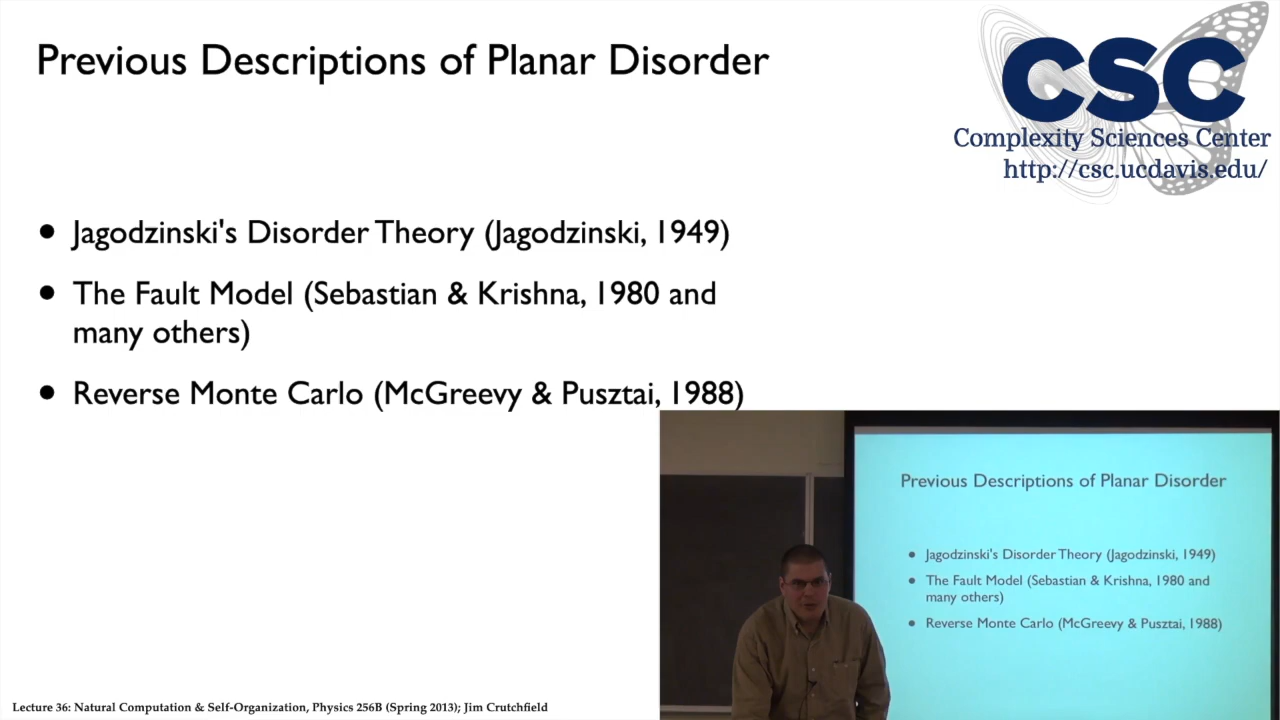 Previous Descriptions of Planar Disorder
CSC
Complexity Sciences Center
http://csc.ucdavis.edu/
• Jagodzinski's Disorder Theory (Jagodzinski, 1949)
• The Fault Model (Sebastian & Krishna, 1980 and
many others)
• Reverse Monte Carlo (McGreevy & Pusztai, 1988)
Previous Descriptions of Planar Disorder
• Jagodzinski's Disorder Theory (Jagodzinski, 1949)
• The Fault Model (Sebastian & Krishna, 1980 and
many others)
• Reverse Monte Carlo (McGreevy & Pusztai, 1988)
Lecture 36: Natural Computation & Self-Organization, Physics 256B (Spring 2013); Jim Crutchfield